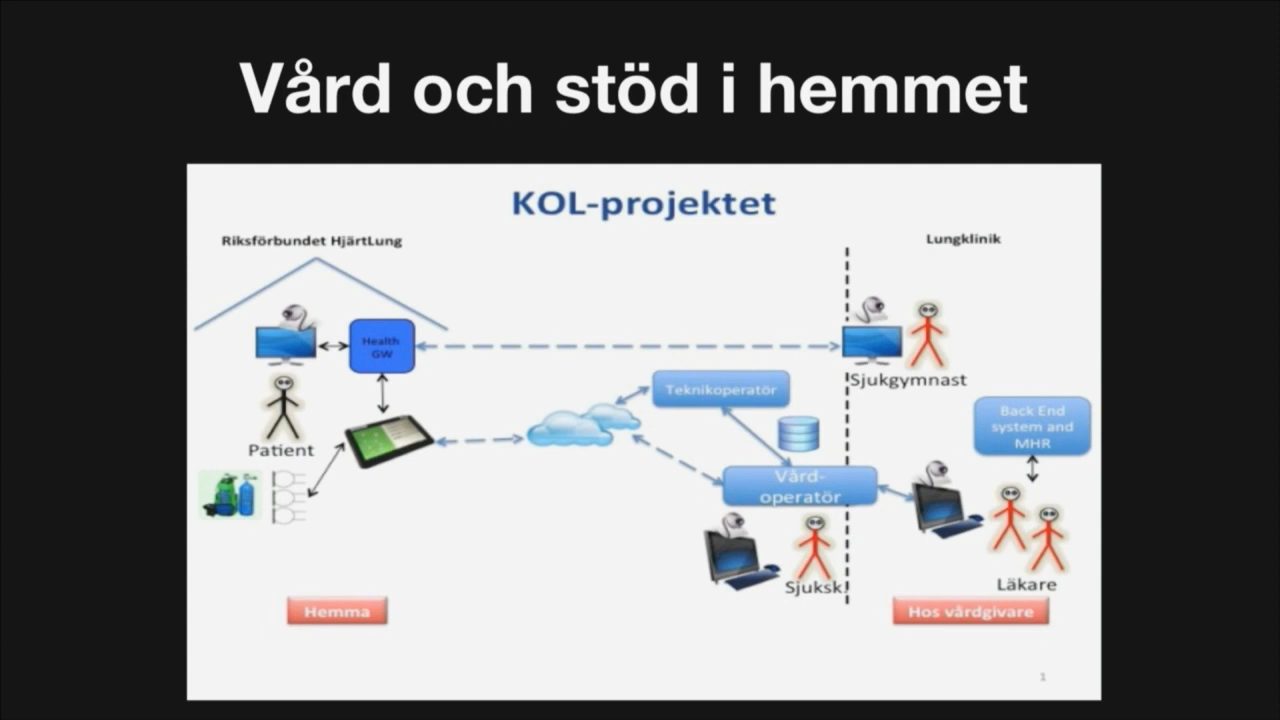 Vård och stöd i hemmet
KOL-projektet
Riksförbundet HjärtLung
Lungklinik
Health
GW
Patient
Teknikoperatör
Sjukgymnast
Back End
system and
MHR
Vård-
operatör
Sjuksk.
Läkare
Hemma
Hos vårdgivare
1